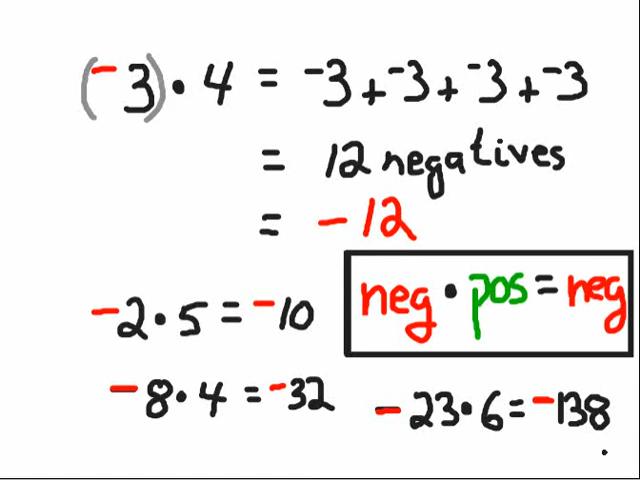 (-3) · 4 = -3 + -3 + -3 + -3
= 12 negatives
= -12
neg · pos = neg
-2 · 5 = -10
-8 · 4 = -32
-23 · 6 = -138